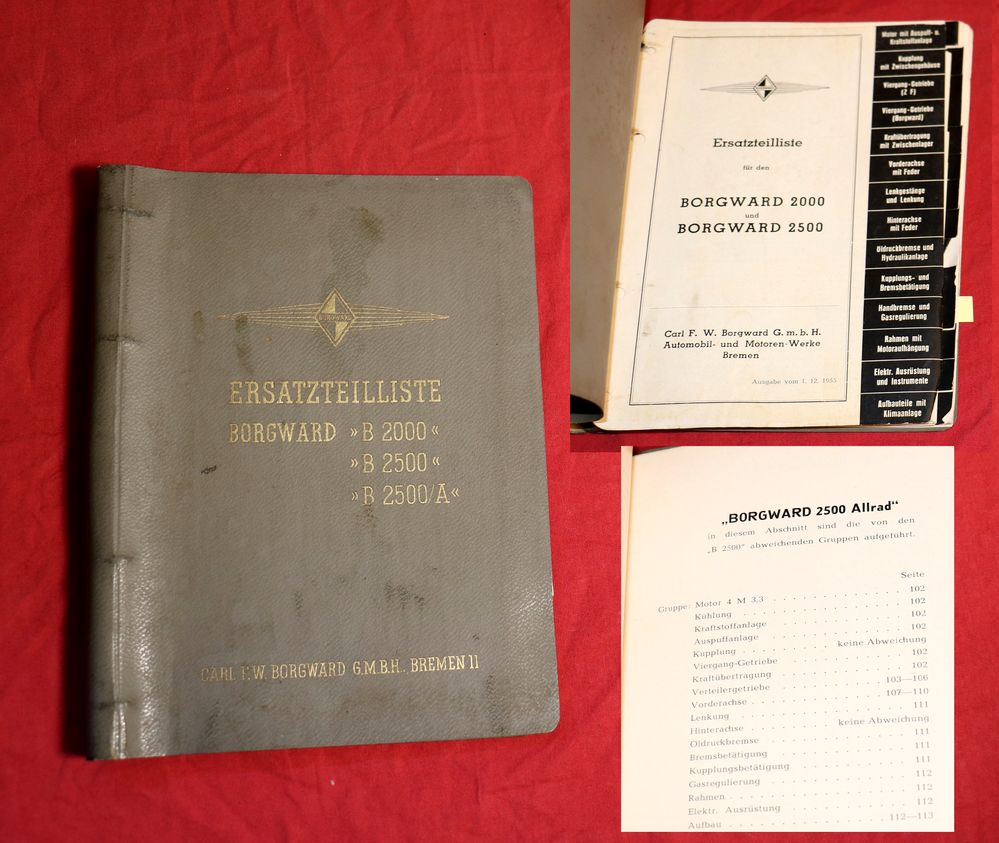 BORGWARD
ERSATZTEILLISTE
BORGWARD »B 2000«
»B 2500«
»B 2500/A«
CARL F.W. BORGWARD G.M.B.H., BREMEN 11
Ersatzteilliste
für den
BORGWARD 2000
und
BORGWARD 2500
Carl F. W. Borgward G. m. b. H.
Automobil- und Motoren-Werke
Bremen
Ausgabe vom 1. 12. 1955
Motor mit Auspuff- u.
Kraftstoffanlage
Kupplung
mit Zwischengehäuse
Viergang-Getriebe
(Z F)
Viergang-Getriebe
(Borgward)
Kraftübertragung
mit Zwischenlager
Vorderachse
mit Feder
Lenkgestänge
und Lenkung
Hinterachse
mit Feder
Öldruckbremse und
Hydraulikanlage
Kupplungs- und
Bremsbetätigung
Handbremse und
Gasregulierung
Rahmen mit
Motoraufhängung
Elektr. Ausrüstung
und Instrumente
Aufbauteile mit
Klimaanlage
„BORGWARD 2500 Allrad“
in diesem Abschnitt sind die von den
„B 2500“ abweichenden Gruppen aufgeführt.
Seite
Gruppe: Motor 4 M 3,3 . . . . . . . . . . . . 102
Kühlung . . . . . . . . . . . . 102
Kraftstoffanlage . . . . . . . . . . . . 102
Auspuffanlage . . . . . . . . . . . . 102
Kupplung . . . . . . . . keine Abweichung
Viergang-Getriebe . . . . . . . . . . . . 102
Kraftübertragung . . . . . . . . . . . . 102
Verteilergetriebe . . . . . . . . . . 103—106
Vorderachse . . . . . . . . . . . . 107—110
Lenkung . . . . . . . . . . . . 111
Hinterachse . . . . . . . . keine Abweichung
Oldruckbremse . . . . . . . . . . . . 111
Bremsbetätigung . . . . . . . . . . . . 111
Kupplungsbetätigung . . . . . . . . . . . . 111
Gasregulierung . . . . . . . . . . . . 112
Rahmen . . . . . . . . . . . . 112
Elektr. Ausrüstung . . . . . . . . . . . . 112
Aufbau . . . . . . . . . . . . 112—113